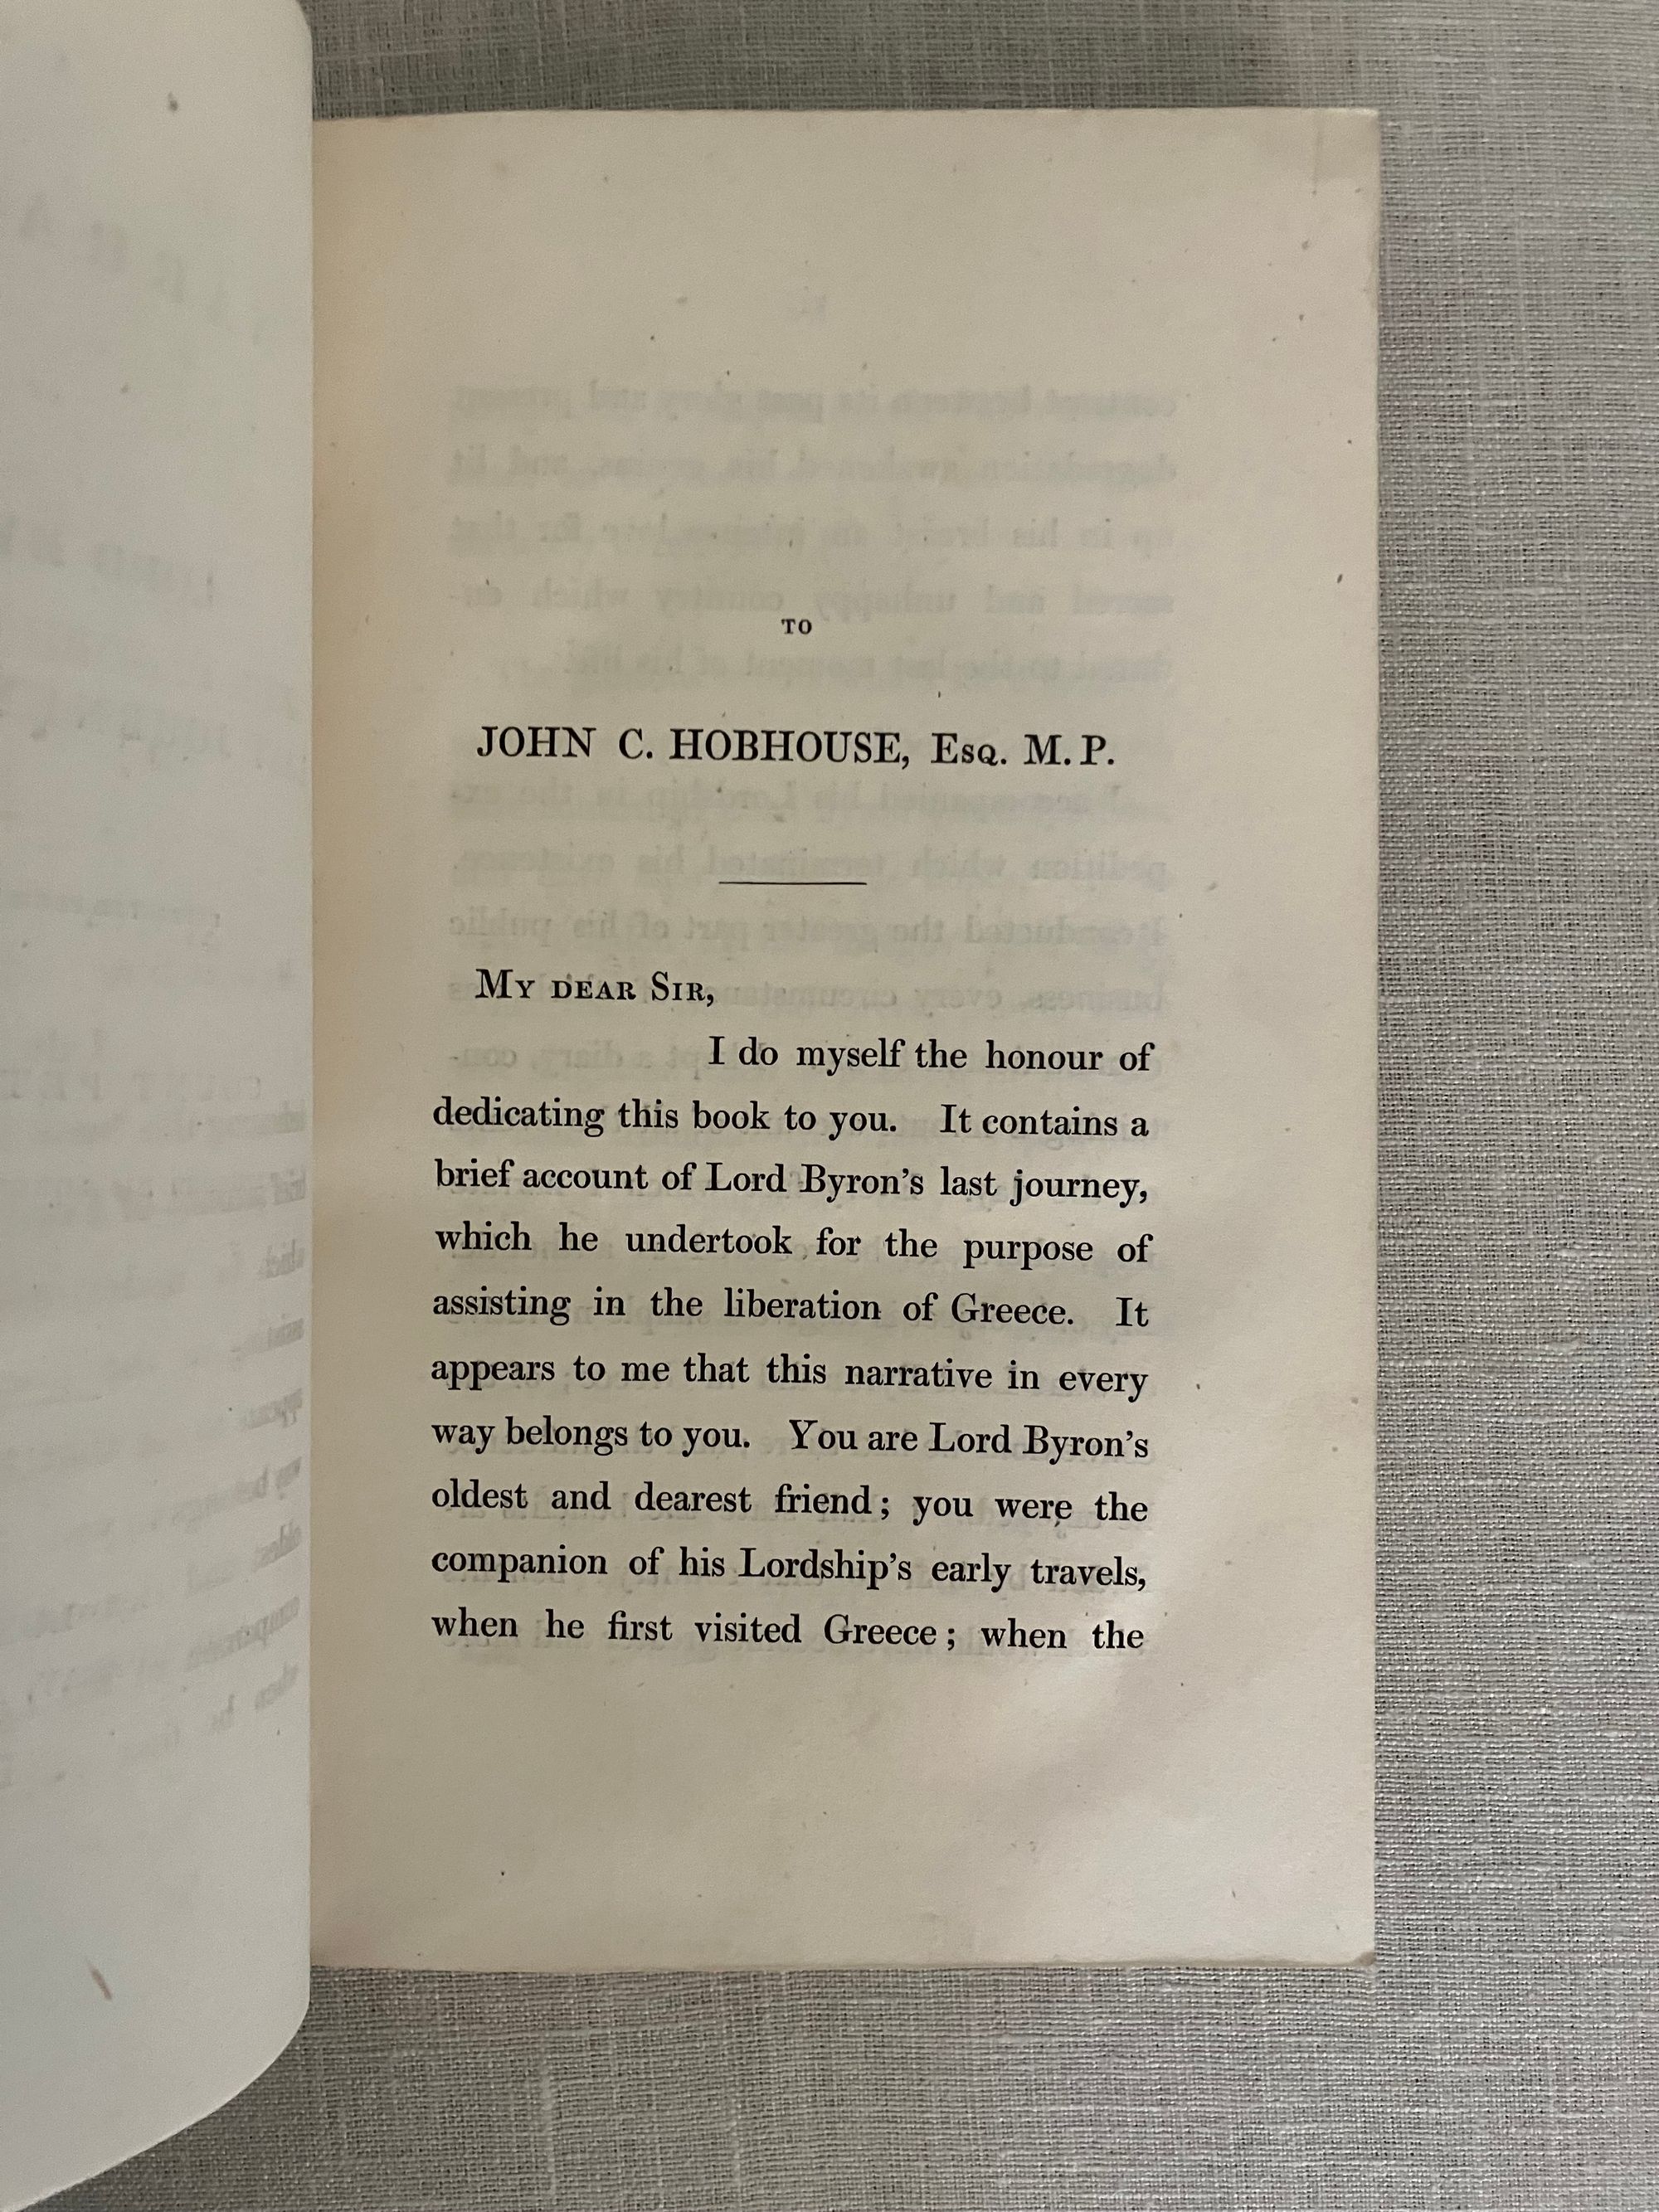 TO
JOHN C. HOBHOUSE, Esq. M. P.
My dear Sir,
I do myself the honour of
dedicating this book to you. It contains a
brief account of Lord Byron's last journey,
which he undertook for the purpose of
assisting in the liberation of Greece. It
appears to me that this narrative in every
way belongs to you. You are Lord Byron's
oldest and dearest friend; you were the
companion of his Lordship's early travels,
when he first visited Greece; when the